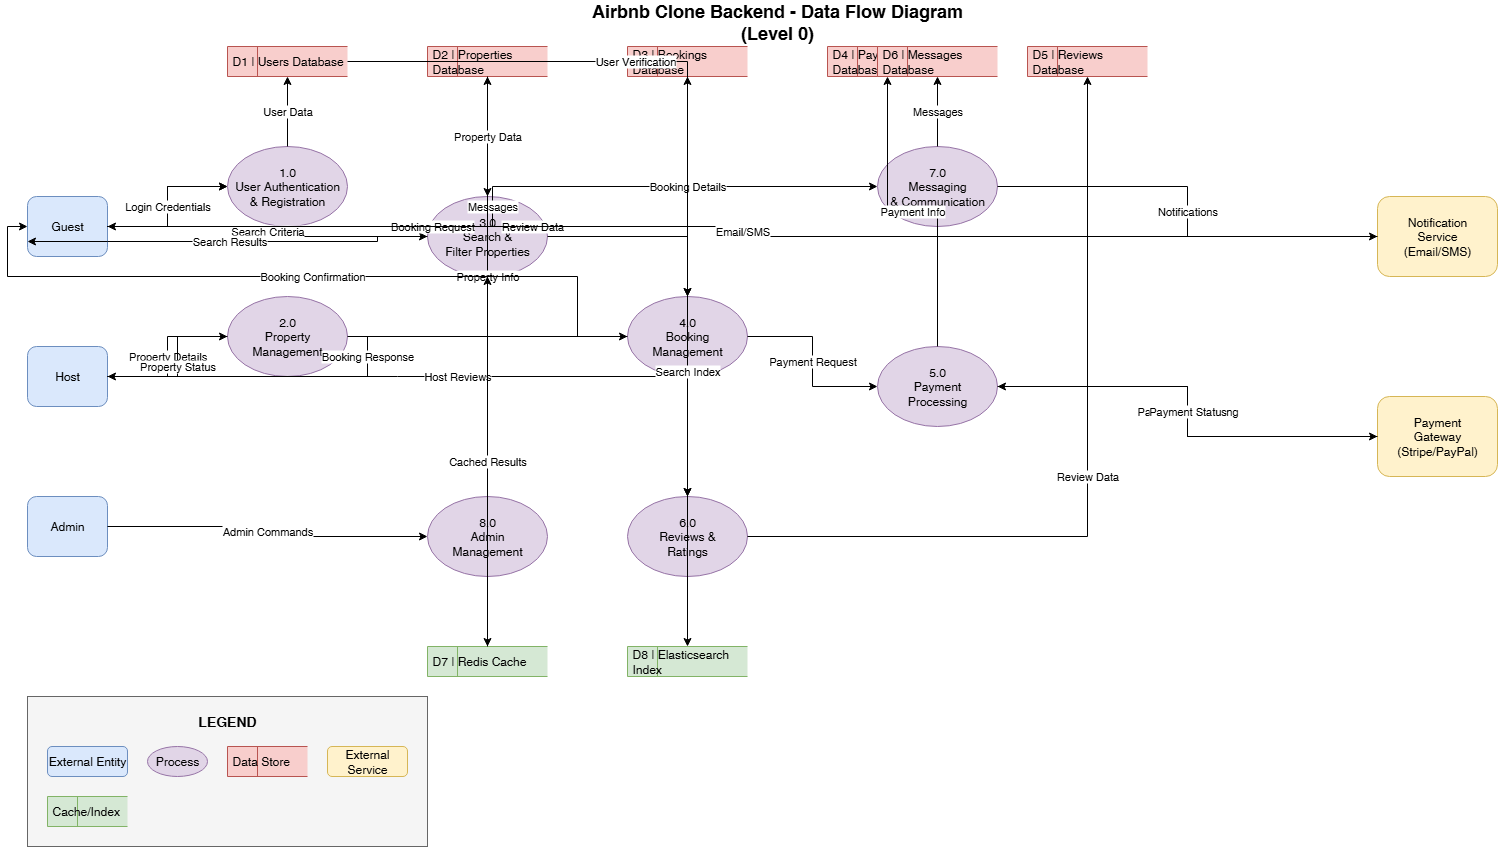 Airbnb Clone Backend - Data Flow Diagram
(Level 0)
D1 | Users Database
D2 | Properties
Database
D3 | Bookings
Database
User Verification
D4 | Pay
Databas
D6 | Messages
Database
D5 | Reviews
Database
User Data
Property Data
Messages
1.0
User Authentication
& Registration
7.0
Messaging
& Communication
Booking Details
Login Credentials
Messages
Payment Info
Notifications
Guest
Search Criteria
Search Results
Booking Request
3.0
Search &
Filter Properties
Review Data
Email/SMS
Notification
Service
(Email/SMS)
Booking Confirmation
Property Info
2.0
Property
Management
4.0
Booking
Management
Property Details
Property Status
Booking Response
Payment Request
Host
Host Reviews
Search Index
5.0
Payment
Processing
Payment Status
Payment
Gateway
(Stripe/PayPal)
Cached Results
Review Data
Admin
Admin Commands
8.0
Admin
Management
6.0
Reviews &
Ratings
D7 | Redis Cache
D8 | Elasticsearch
Index
LEGEND
External Entity
Process
Data Store
External
Service
Cache/Index